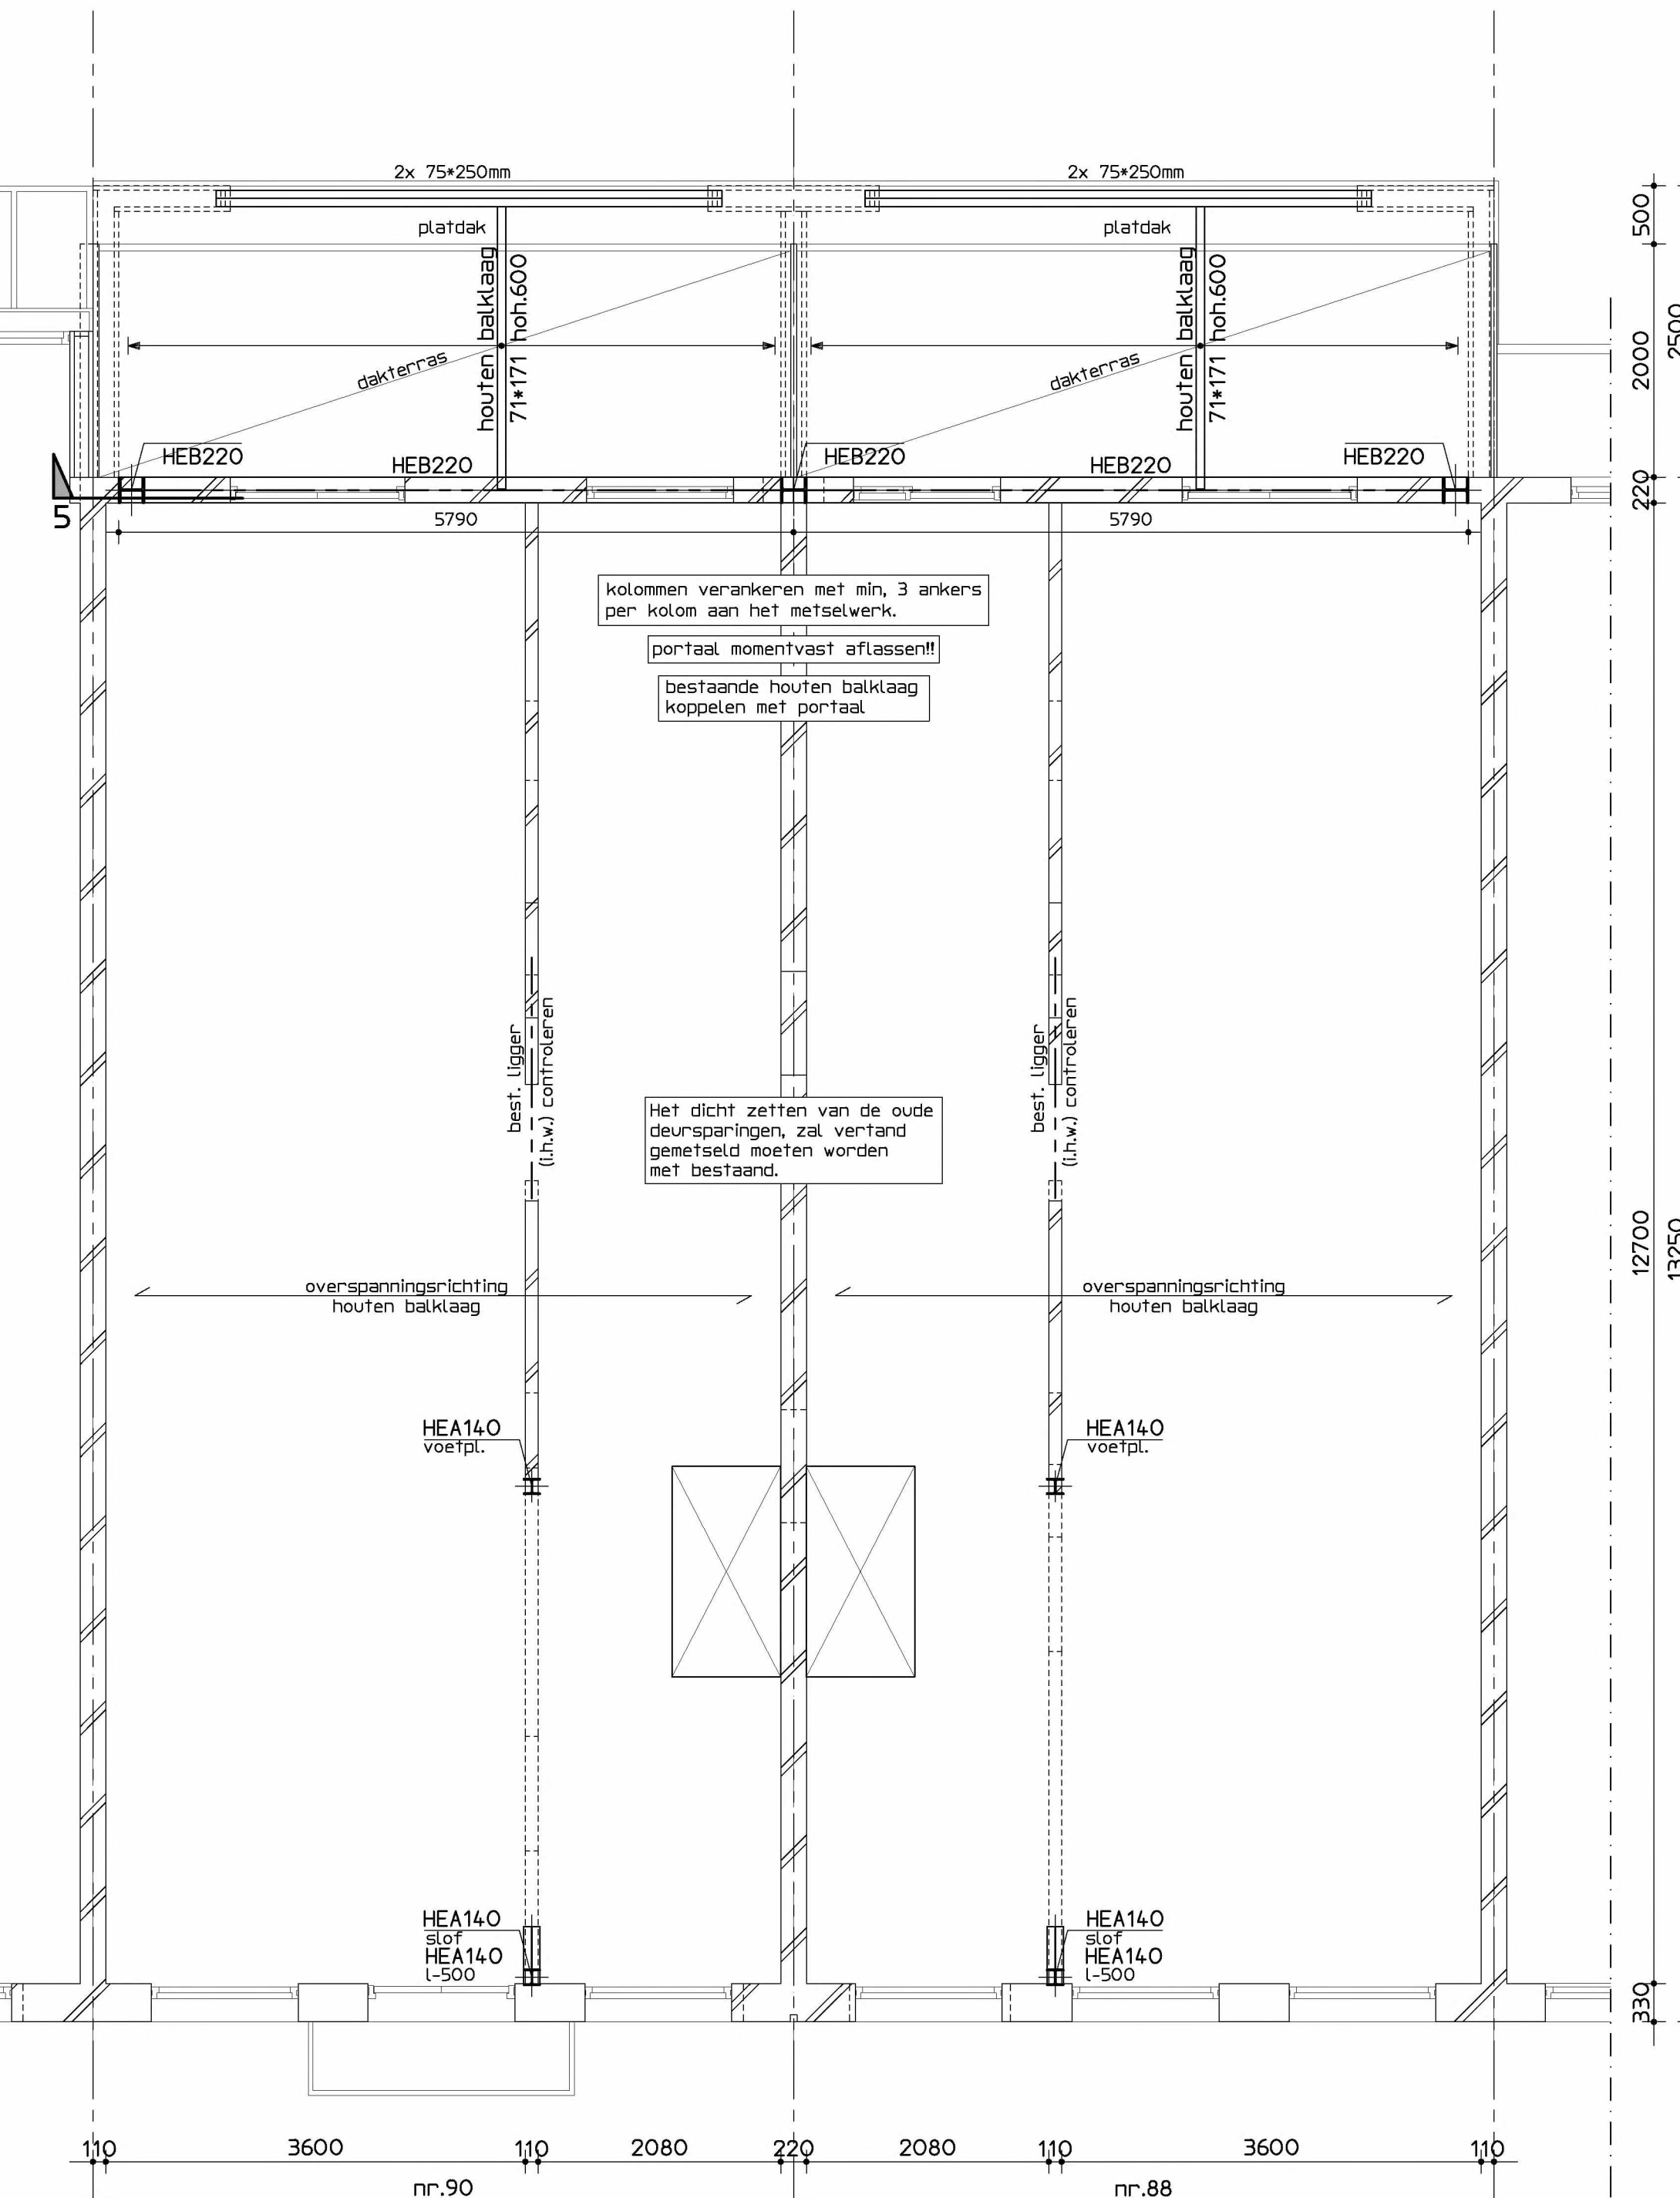 2x 75*250mm
2x 75*250mm
platdak
platdak
houten balklaag
71*171 hoh.600
houten balklaag
71*171 hoh.600
dakterras
dakterras
500
2000
2500
220
HEB220
HEB220
HEB220
HEB220
HEB220
5
5790
5790
kolommen verankeren met min, 3 ankers
per kolom aan het metselwerk.
portaal momentvast aflassen!!
bestaande houten balklaag
koppelen met portaal
best. ligger
(i.h.w.) controleren
best. ligger
(i.h.w.) controleren
Het dicht zetten van de oude
deursparingen, zal vertand
gemetseld moeten worden
met bestaand.
12700
13250
overspanningsrichting
houten balklaag
overspanningsrichting
houten balklaag
HEA140
voetpl.
HEA140
voetpl.
HEA140
slof
HEA140
l-500
HEA140
slof
HEA140
l-500
330
110 3600 110 2080 220 2080 110 3600 110
nr.90
nr.88